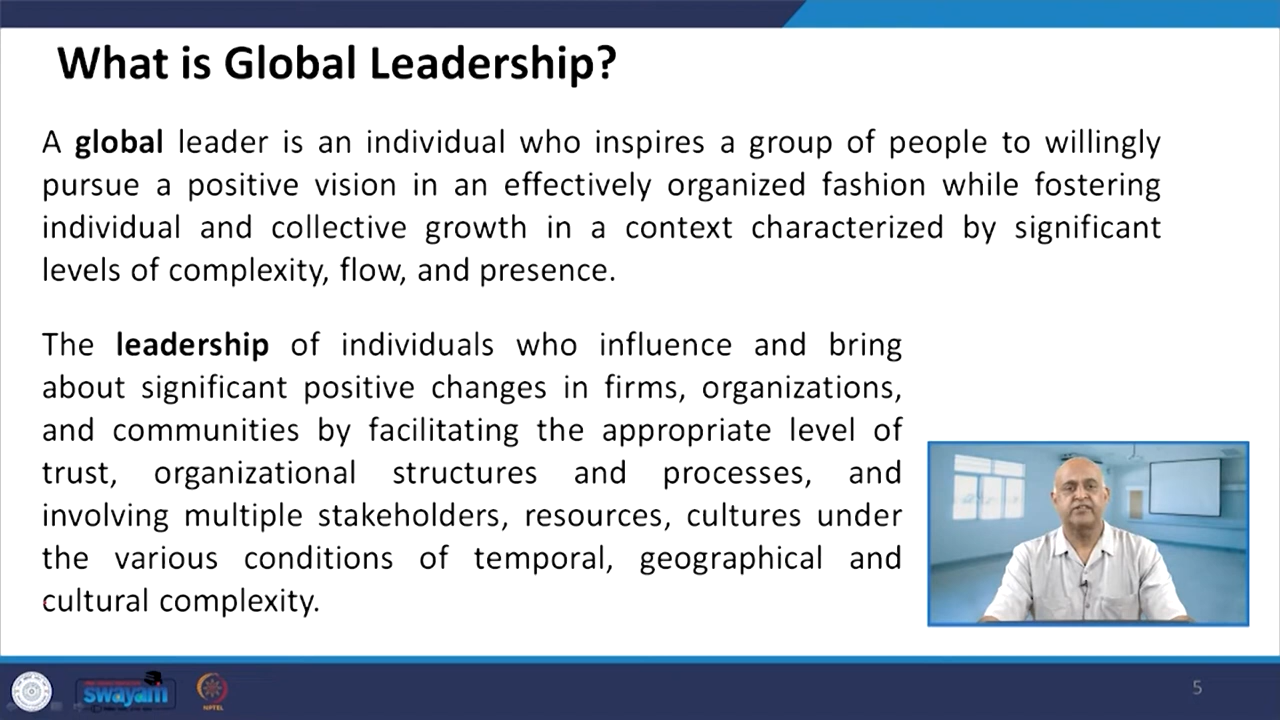 What is Global Leadership?
A global leader is an individual who inspires a group of people to willingly
pursue a positive vision in an effectively organized fashion while fostering
individual and collective growth in a context characterized by significant
levels of complexity, flow, and presence.
The leadership of individuals who influence and bring
about significant positive changes in firms, organizations,
and communities by facilitating the appropriate level of
trust, organizational structures and processes, and
involving multiple stakeholders, resources, cultures under
the various conditions of temporal, geographical and
cultural complexity.
swayam
NPTEL
5